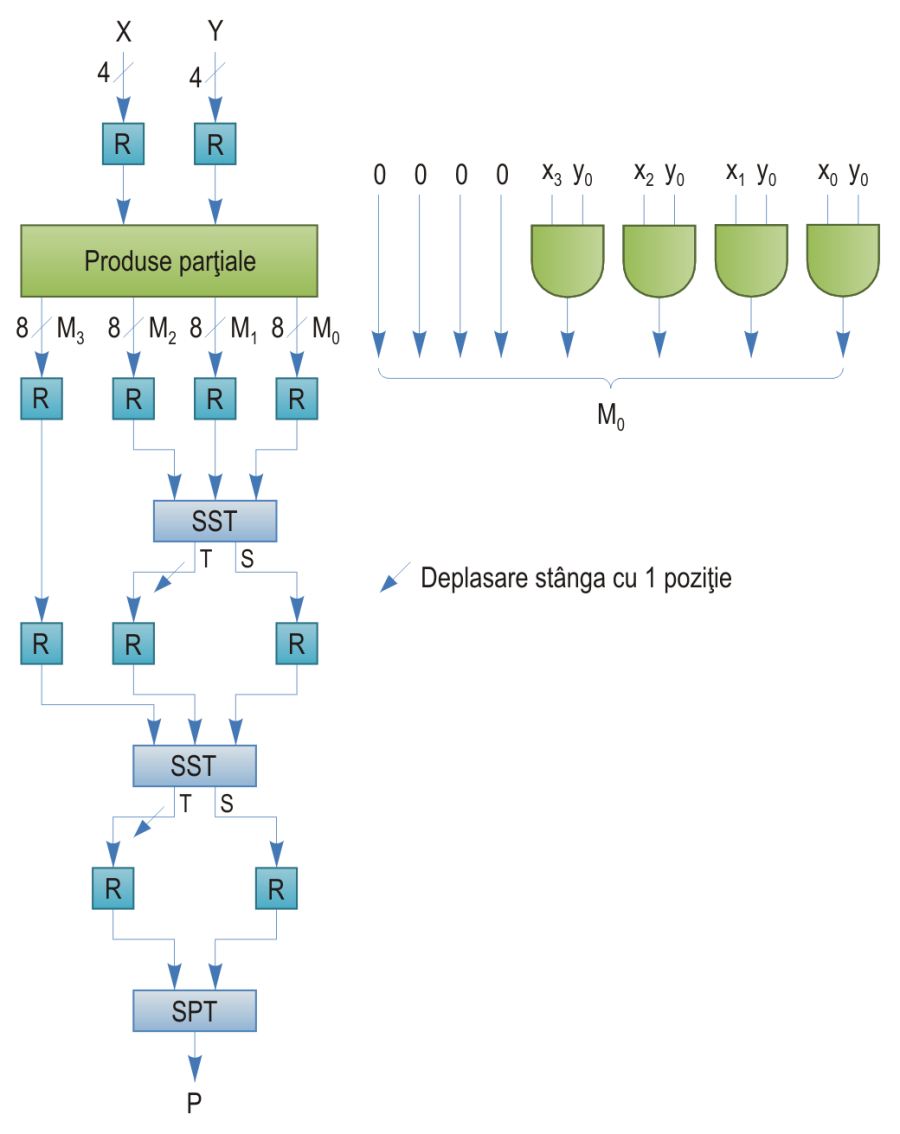 X Y
4 4
R R
0 0 0 0 x₃ y₀ x₂ y₀ x₁ y₀ x₀ y₀
Produse parţiale
8 M₃ 8 M₂ 8 M₁ 8 M₀
R R R R
M₀
SST
T S
Deplasare stânga cu 1 poziţie
R R R
SST
T S
R R
SPT
P